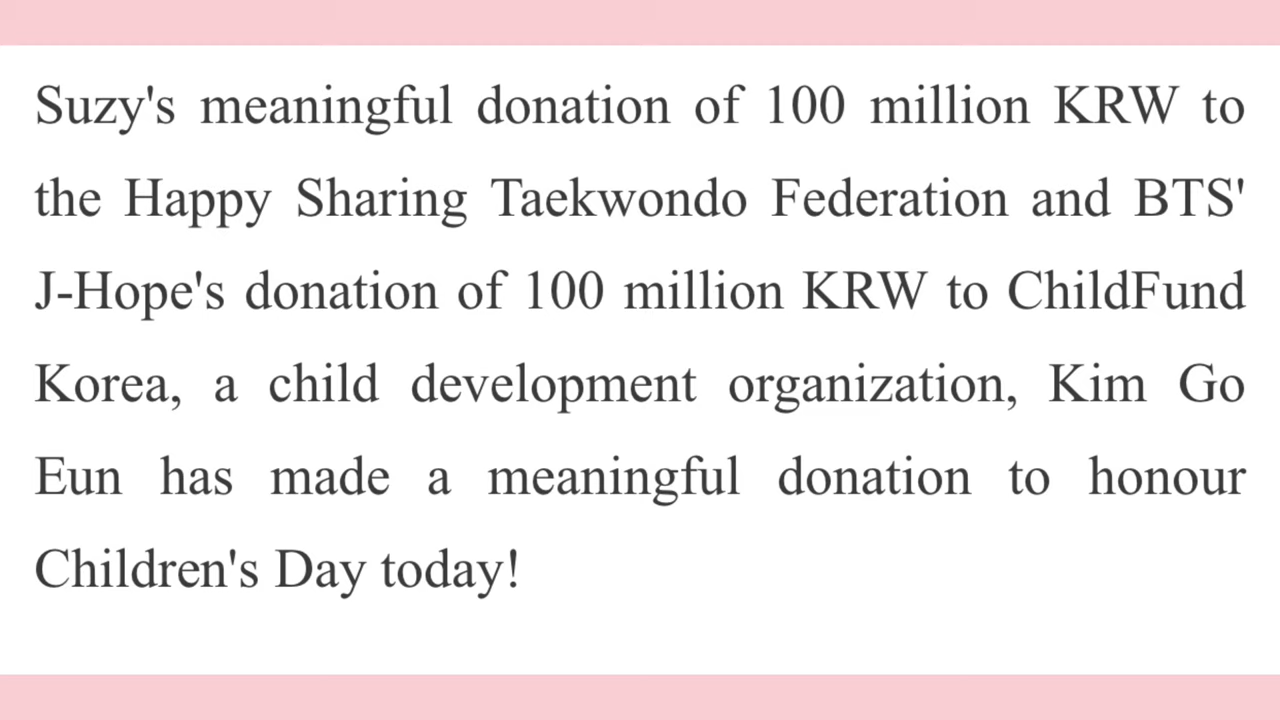 Suzy's meaningful donation of 100 million KRW to
the Happy Sharing Taekwondo Federation and BTS'
J-Hope's donation of 100 million KRW to ChildFund
Korea, a child development organization, Kim Go
Eun has made a meaningful donation to honour
Children's Day today!